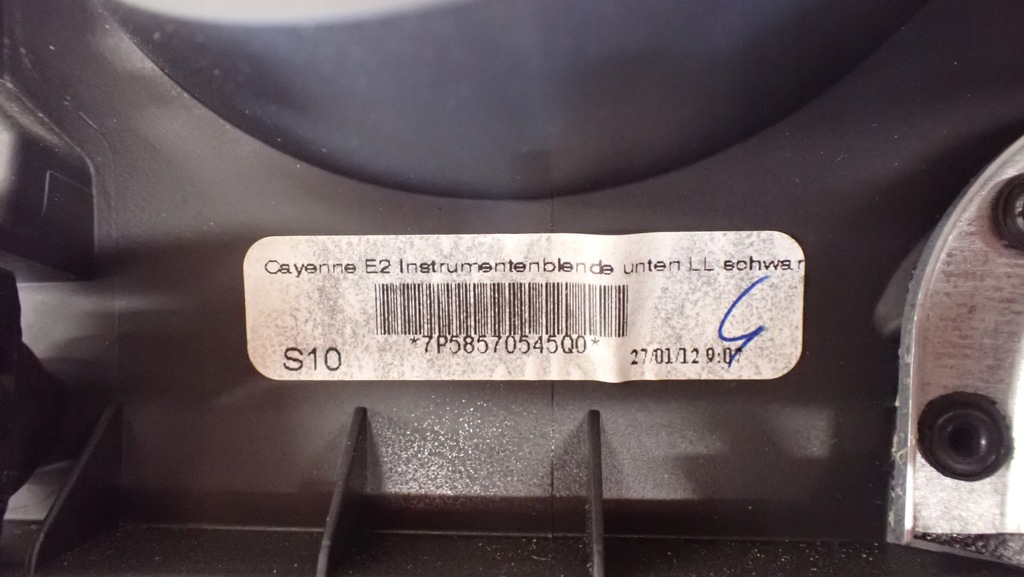 Cayenne E2 Instrumentenblende unten LL schwar
*7P58570545Q0*
S10
27/01/12 9:07